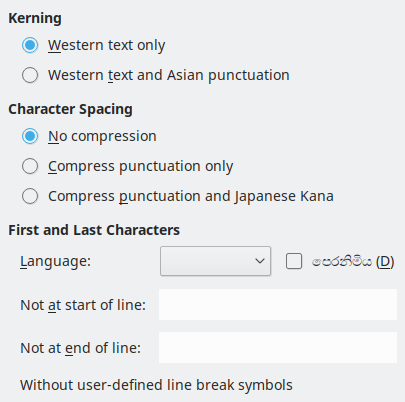 Kerning
Western text only
Western text and Asian punctuation
Character Spacing
No compression
Compress punctuation only
Compress punctuation and Japanese Kana
First and Last Characters
Language: පෙරනිමිය (D)
Not at start of line:
Not at end of line:
Without user-defined line break symbols